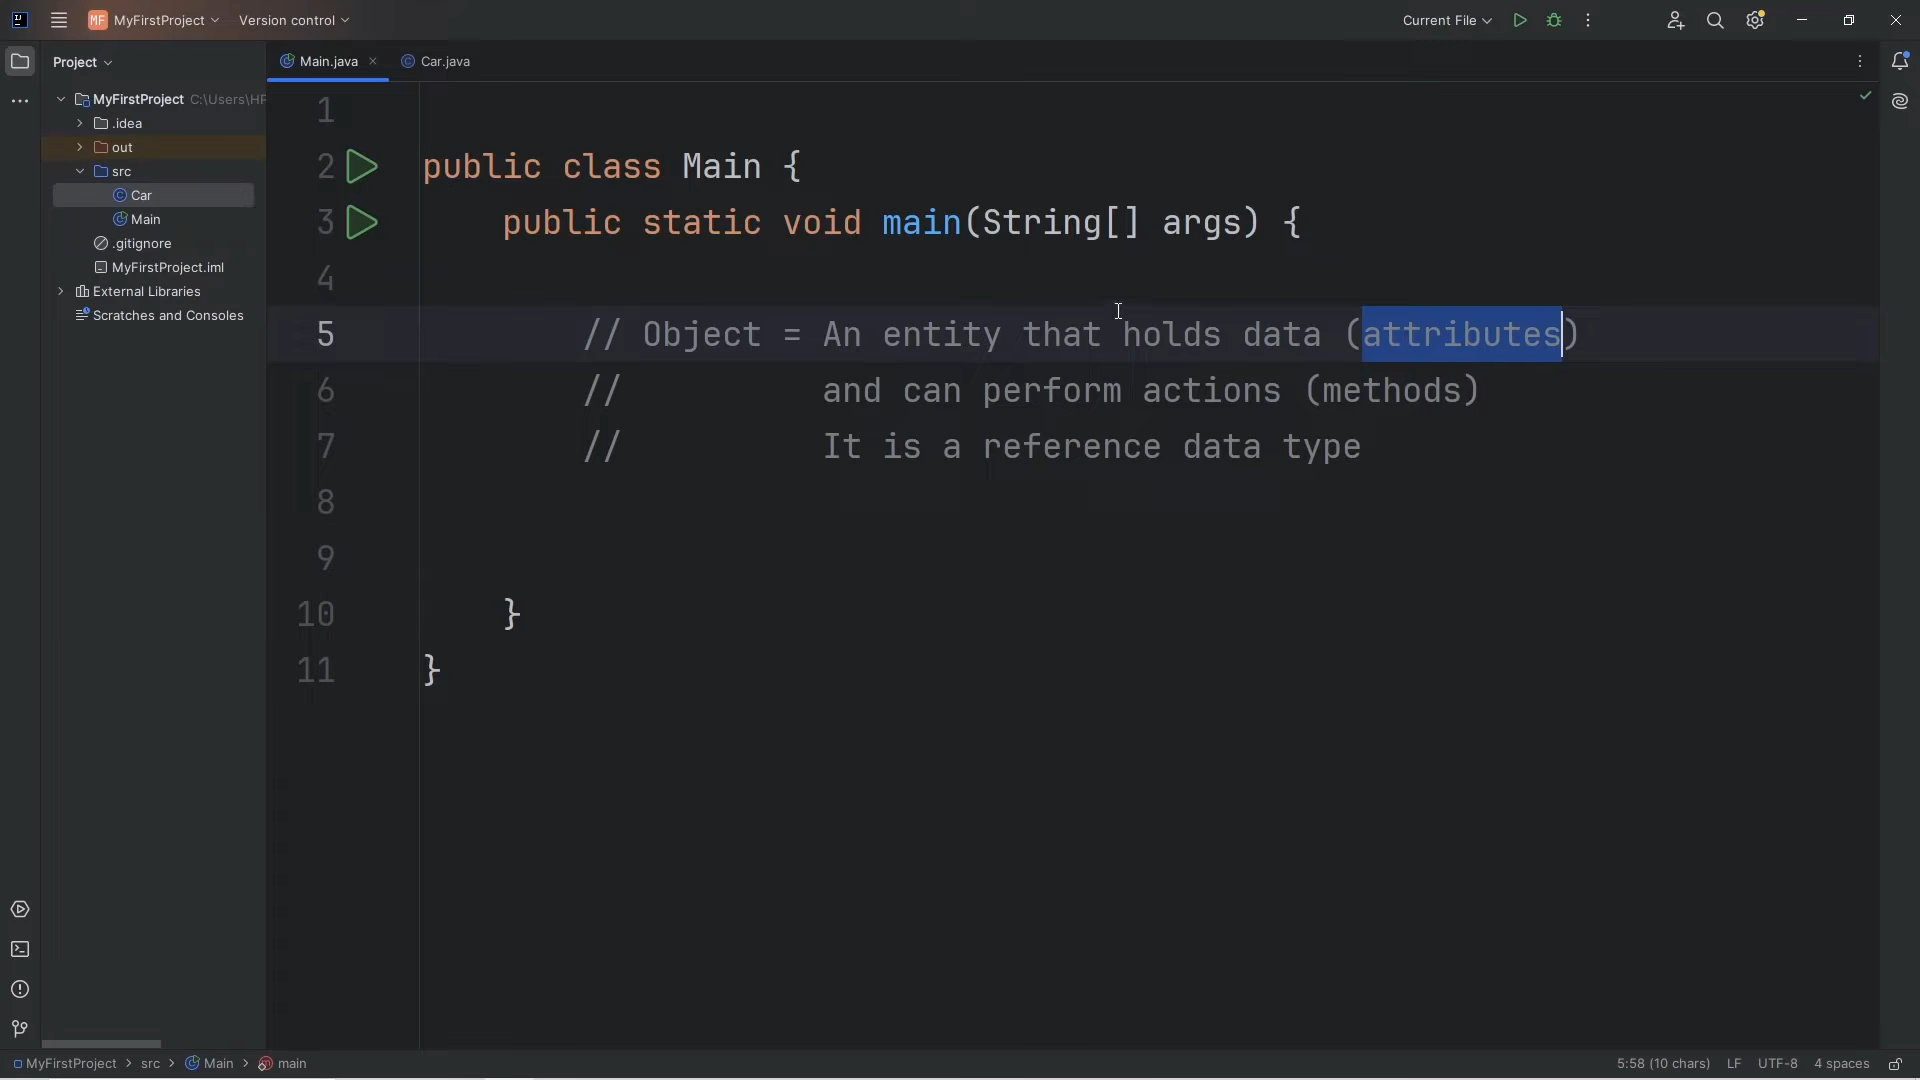 MF MyFirstProject Version control Current File
Project
Main.java Car.java
MyFirstProject C:\Users\HP
.idea
out
src
Car
Main
.gitignore
MyFirstProject.iml
External Libraries
Scratches and Consoles
1
2 public class Main {
3 public static void main(String[] args) {
4
5 // Object = An entity that holds data (attributes)
6 // and can perform actions (methods)
7 // It is a reference data type
8
9
10 }
11 }
MyFirstProject > src > Main > main 5:58 (10 chars) LF UTF-8 4 spaces